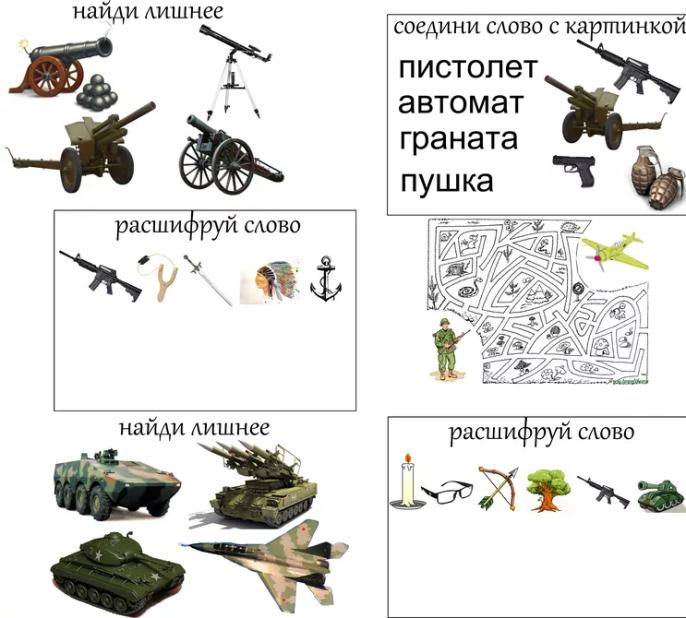 найди лишнее
соедини слово с картинкой
пистолет
автомат
граната
пушка
расшифруй слово
найди лишнее
расшифруй слово